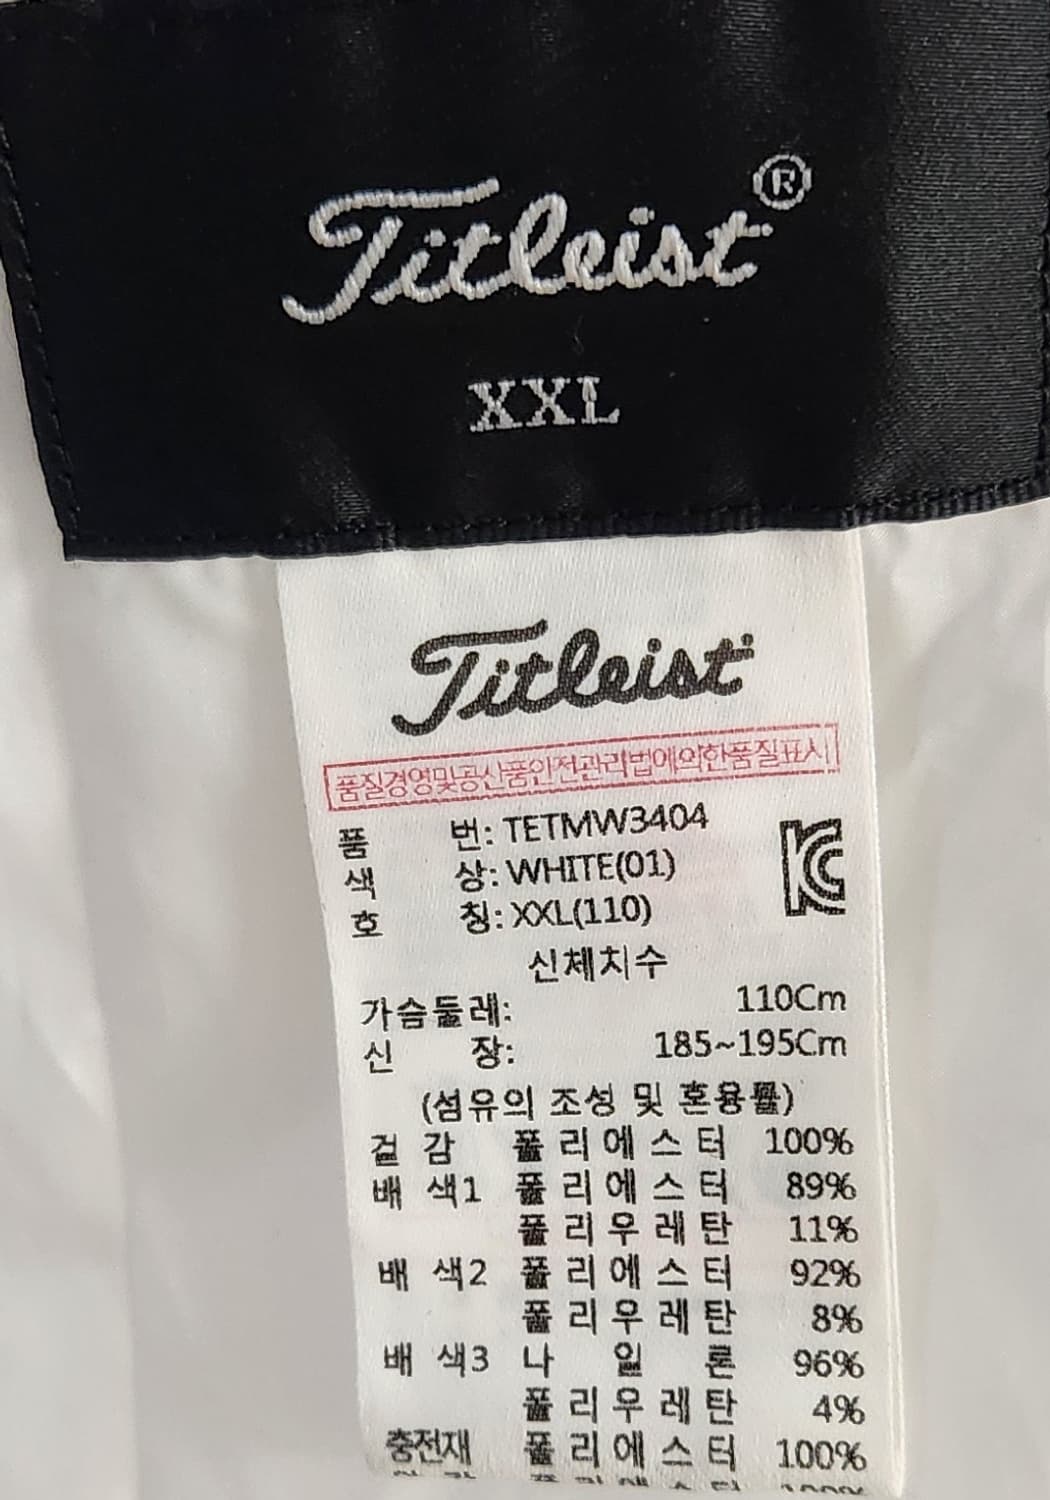 Titleist®
XXL
Titleist
품질경영및공산품안전관리법에의한품질표시
품 번: TETMW3404
색 상: WHITE(01)
호 칭: XXL(110)
신체치수
가슴둘레: 110Cm
신 장: 185~195Cm
(섬유의 조성 및 혼용률)
겉 감 폴리에스터 100%
배 색1 폴리에스터 89%
폴리우레탄 11%
배 색2 폴리에스터 92%
폴리우레탄 8%
배 색3 나 일 론 96%
폴리우레탄 4%
충전재 폴리에스터 100%